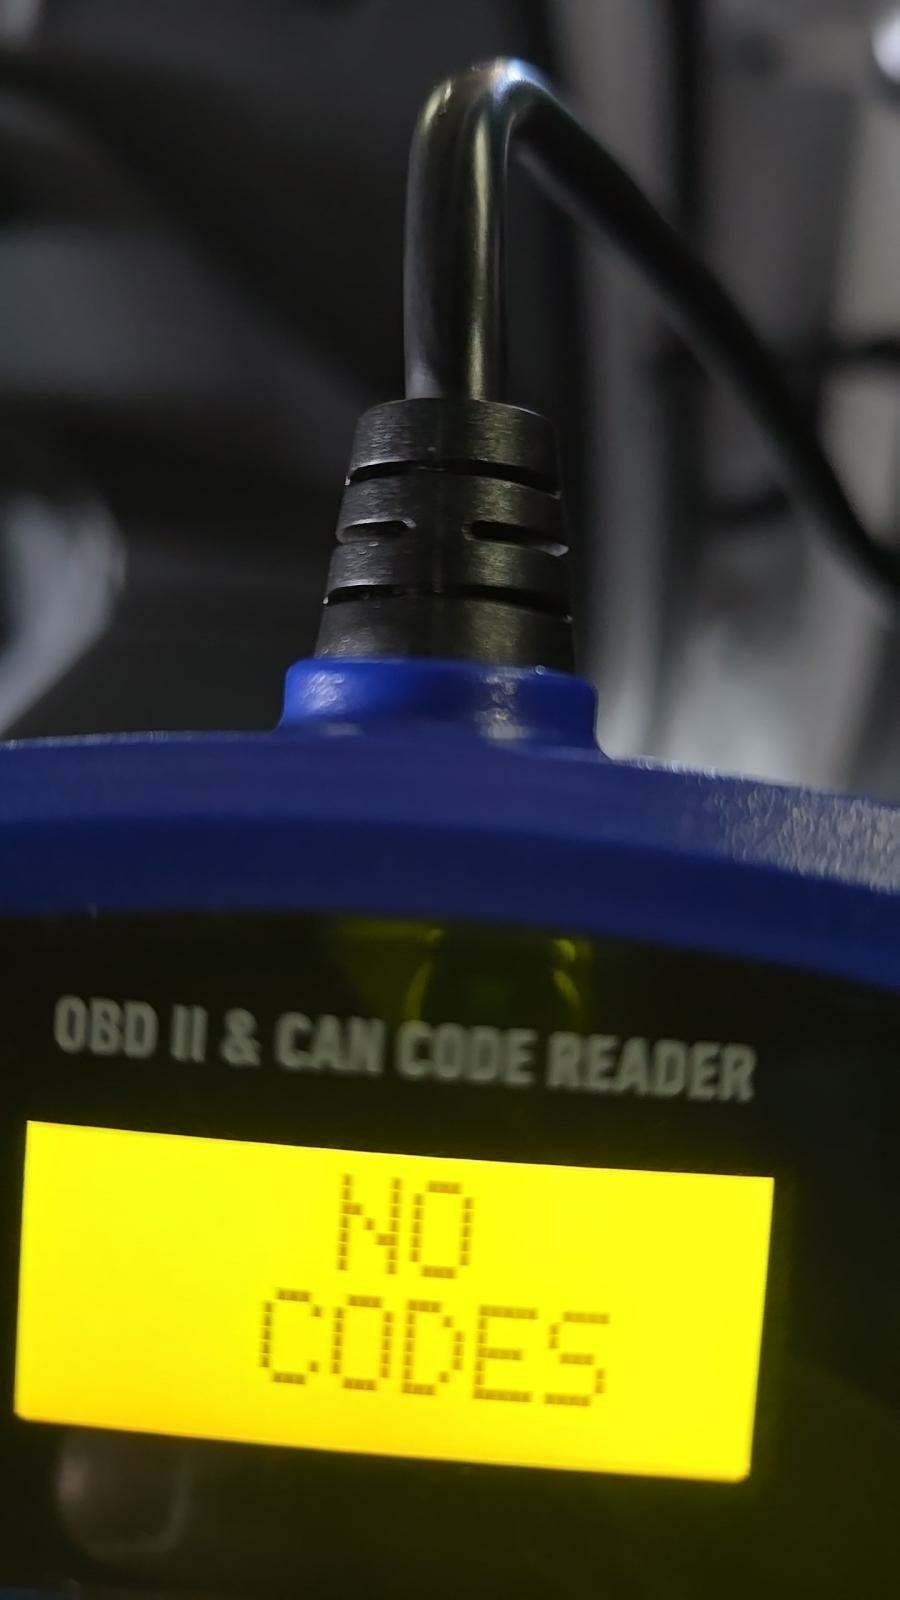 OBD II & CAN CODE READER
NO
CODES